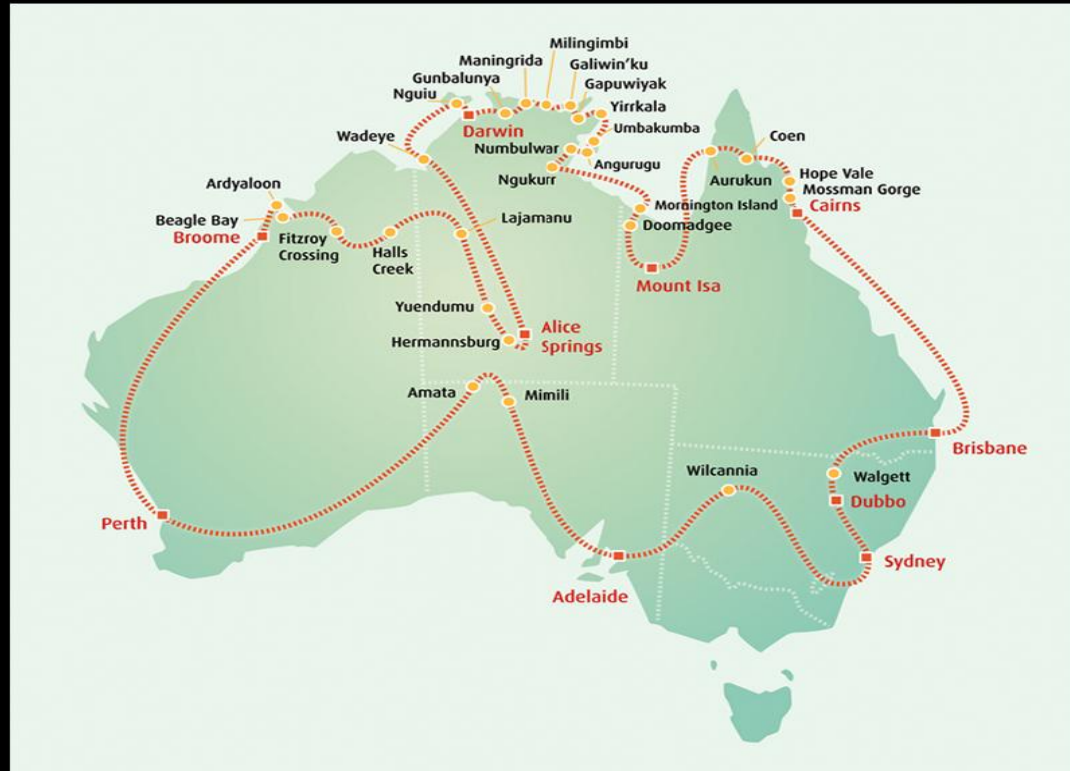 Milingimbi
Maningrida
Galiwin'ku
Gunbalunya
Gapuwiyak
Nguiu
Yirrkala
Darwin
Umbakumba
Wadeye
Numbulwar
Coen
Angurugu
Ngukurr
Aurukun
Hope Vale
Mossman Gorge
Ardyaloon
Mornington Island
Cairns
Beagle Bay
Lajamanu
Doomadgee
Broome
Fitzroy
Crossing
Halls
Creek
Mount Isa
Yuendumu
Alice
Springs
Hermannsburg
Amata
Mimili
Brisbane
Wilcannia
Walgett
Dubbo
Perth
Sydney
Adelaide